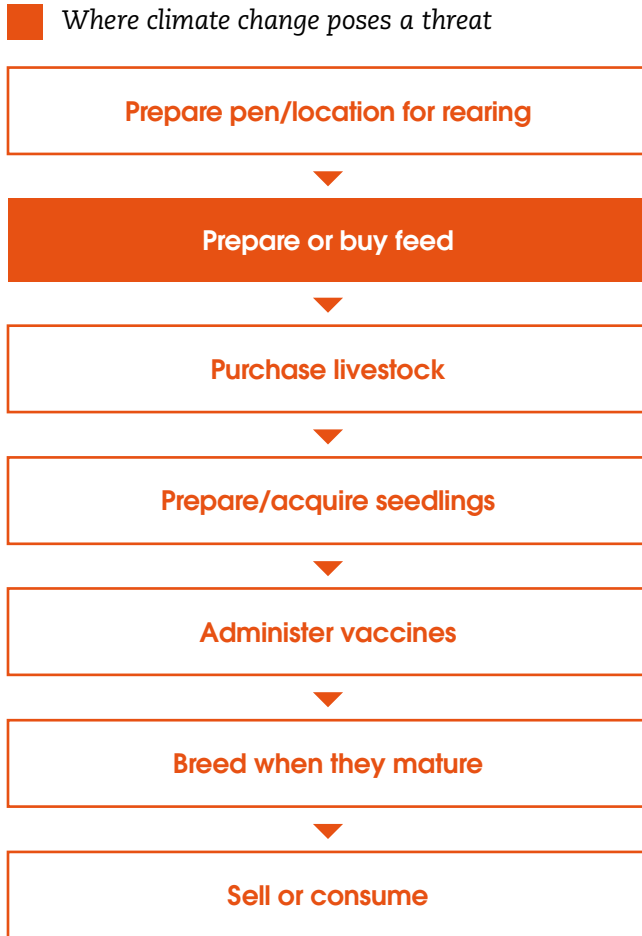 Where climate change poses a threat
Prepare pen/location for rearing
Prepare or buy feed
Purchase livestock
Prepare/acquire seedlings
Administer vaccines
Breed when they mature
Sell or consume